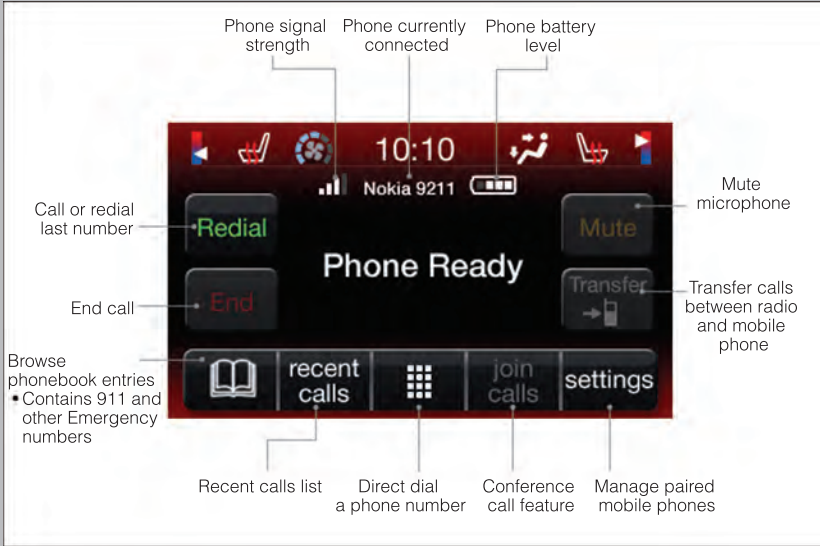 Phone signal
strength
Phone currently
connected
Phone battery
level
10:10
Nokia 9211
Call or redial
last number
Redial
Mute
Mute
microphone
Phone Ready
End call
End
Transfer
Transfer calls
between radio
and mobile
phone
Browse
phonebook entries
• Contains 911 and
other Emergency
numbers
recent
calls
join
calls
settings
Recent calls list
Direct dial
a phone number
Conference
call feature
Manage paired
mobile phones